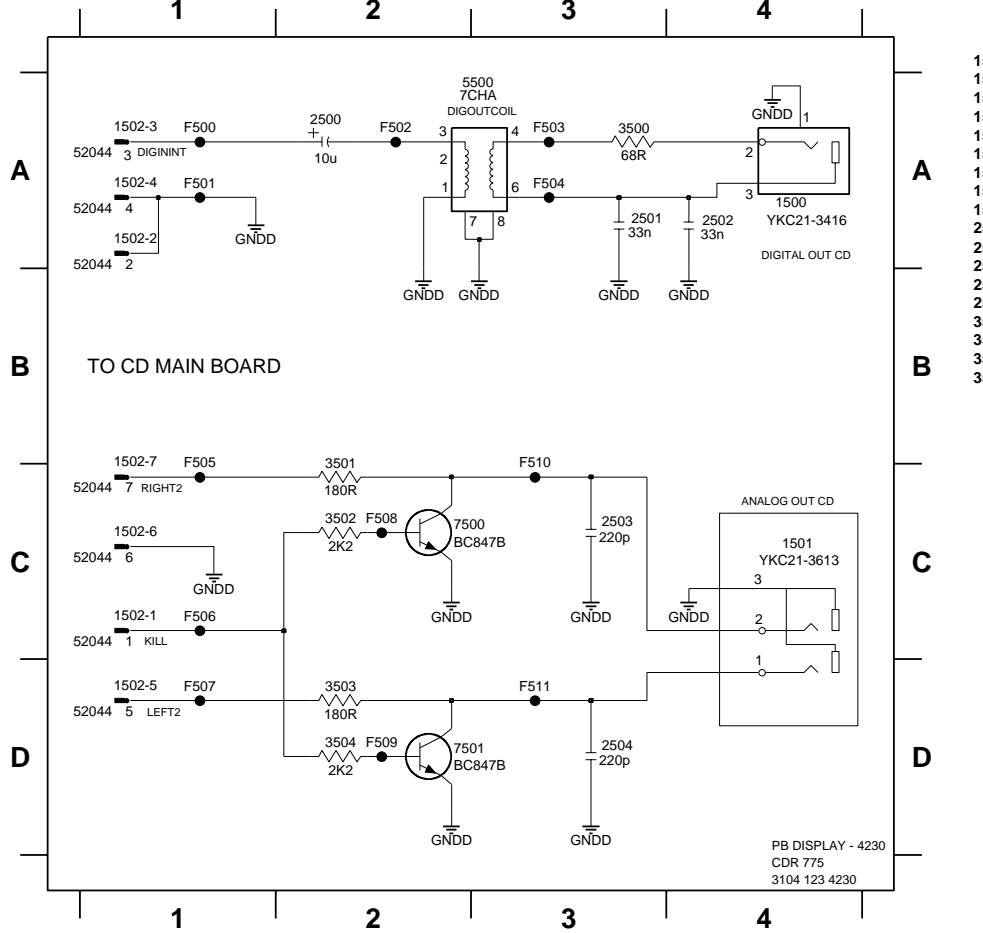 1 2 3 4
5500
7CHA
DIGOUTCOIL
GNDD 1
1502-3 F500 2500 F502 3 4 F503 3500
52044 3 DIGININT + 10u 2 68R 2
A A
1502-4 F501 1 6 F504 3
52044 4 7 8 2501 2502 1500
GNDD 33n 33n YKC21-3416
1502-2
52044 2 DIGITAL OUT CD
GNDD GNDD GNDD GNDD
B TO CD MAIN BOARD B
1502-7 F505 3501 F510
52044 7 RIGHT2 180R ANALOG OUT CD
3502 F508 7500 2503
2K2 BC847B 220p
1502-6 1501
52044 6 YKC21-3613
C C
GNDD 3
1502-1 F506 GNDD GNDD GNDD 2
52044 1 KILL
1
1502-5 F507 3503 F511
52044 5 LEFT2 180R
3504 F509 7501 2504
2K2 BC847B 220p
D D
GNDD GNDD
PB DISPLAY - 4230
CDR 775
3104 123 4230
1 2 3 4